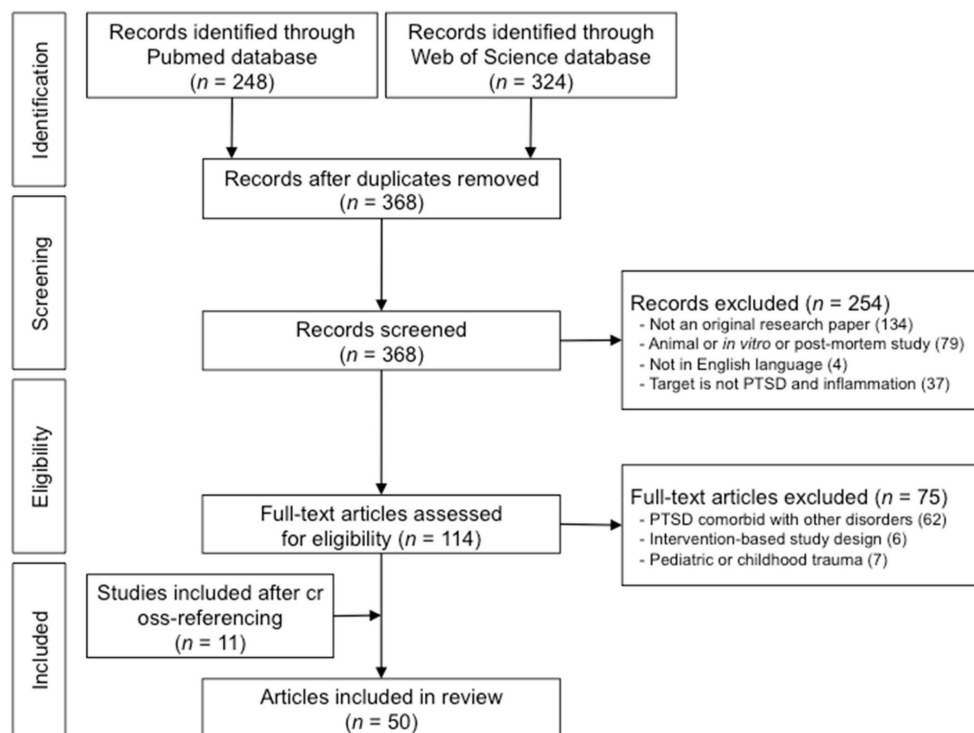 Identification
Records identified through
Pubmed database
(n = 248)
Records identified through
Web of Science database
(n = 324)
Records after duplicates removed
(n = 368)
Screening
Records screened
(n = 368)
Records excluded (n = 254)
- Not an original research paper (134)
- Animal or in vitro or post-mortem study (79)
- Not in English language (4)
- Target is not PTSD and inflammation (37)
Eligibility
Full-text articles assessed
for eligibility (n = 114)
Full-text articles excluded (n = 75)
- PTSD comorbid with other disorders (62)
- Intervention-based study design (6)
- Pediatric or childhood trauma (7)
Included
Studies included after cr
oss-referencing
(n = 11)
Articles included in review
(n = 50)